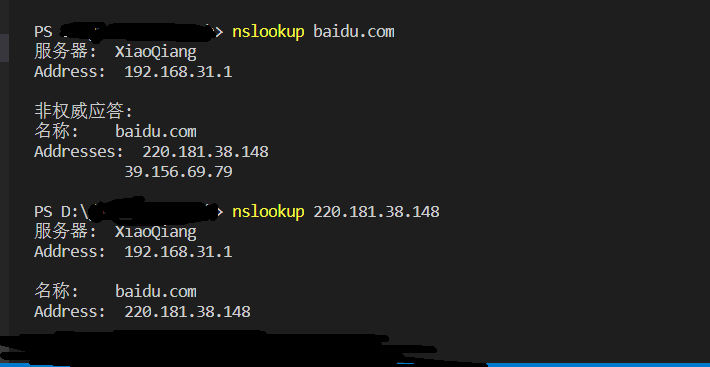 PS > nslookup baidu.com
服务器:  XiaoQiang
Address:  192.168.31.1
非权威应答:
名称:    baidu.com
Addresses:  220.181.38.148
39.156.69.79
PS D:\> nslookup 220.181.38.148
服务器:  XiaoQiang
Address:  192.168.31.1
名称:    baidu.com
Address:  220.181.38.148